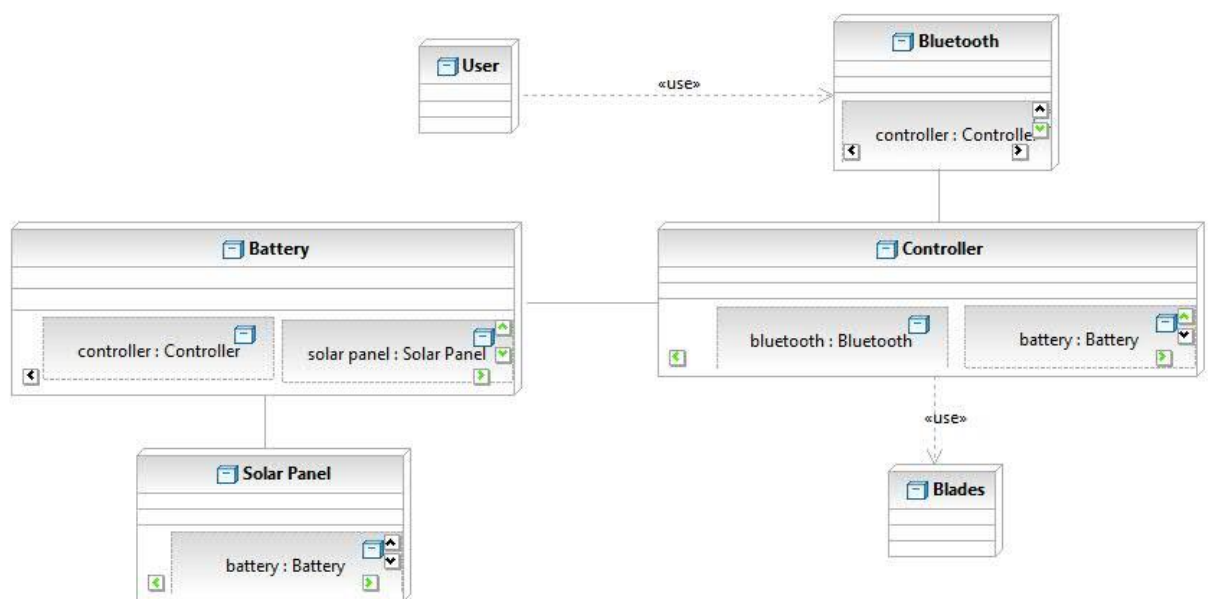 User
«use»
Bluetooth
controller : Controller
Battery
controller : Controller
solar panel : Solar Panel
Controller
bluetooth : Bluetooth
battery : Battery
«use»
Solar Panel
battery : Battery
Blades